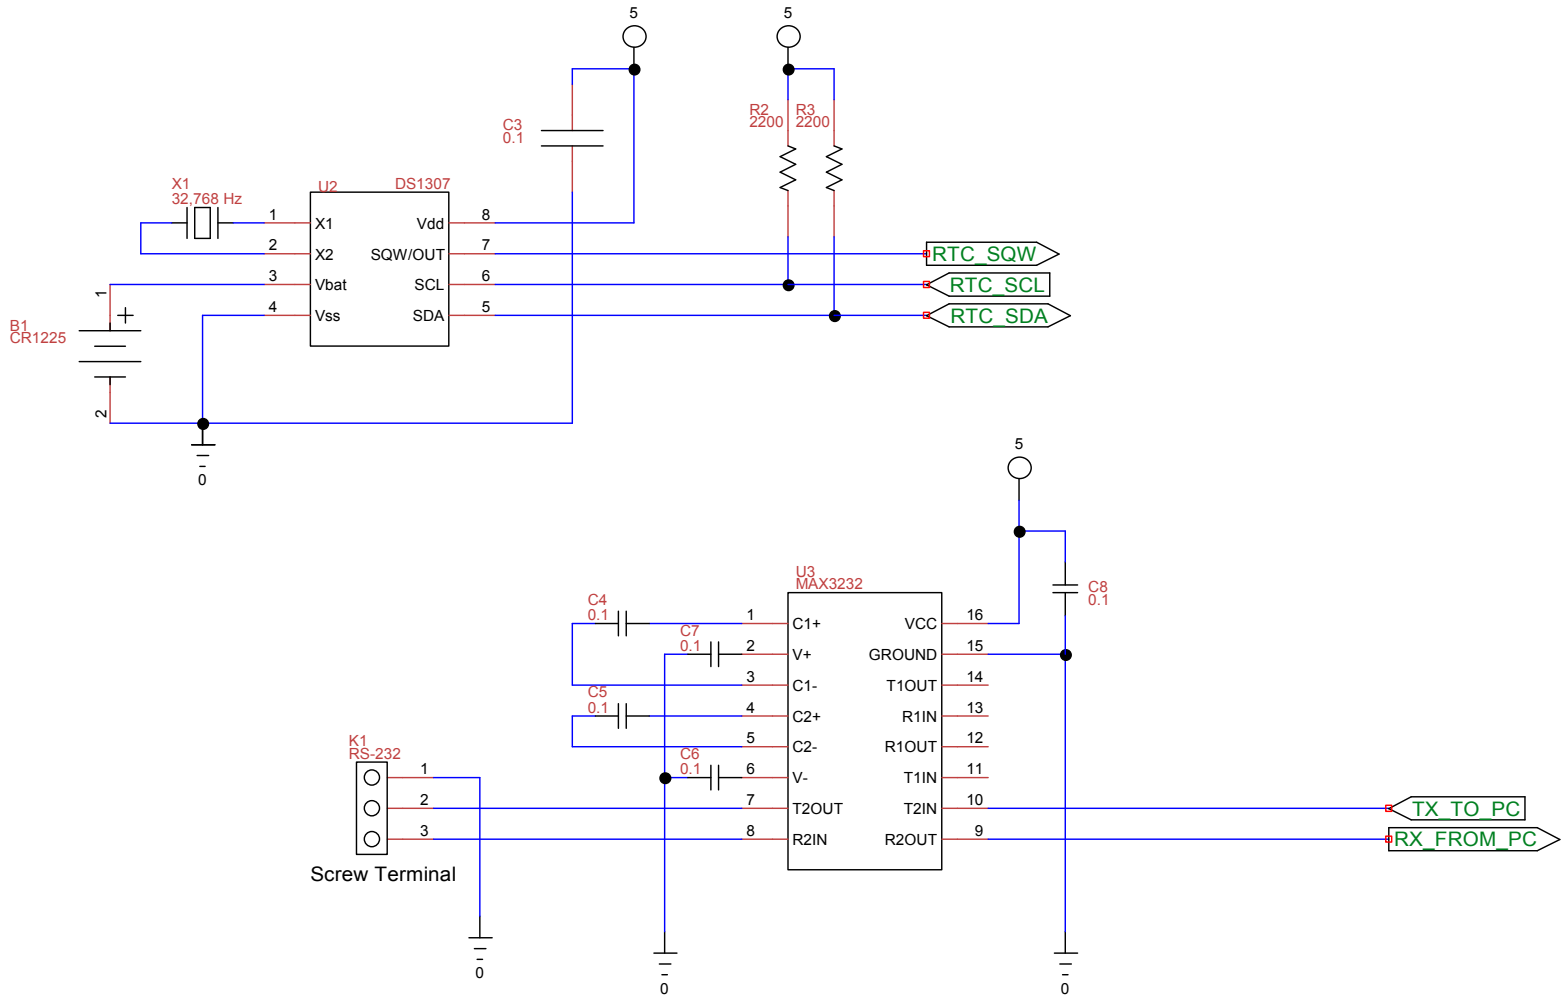 5
5
C3
0.1
R2
2200
R3
2200
X1
32,768 Hz
U2
DS1307
1
X1
Vdd
8
2
X2
SQW/OUT
7
RTC_SQW
3
Vbat
SCL
6
RTC_SCL
4
Vss
SDA
5
RTC_SDA
1
+
B1
CR1225
2
0
5
U3
MAX3232
C8
0.1
C4
0.1
1
C1+
VCC
16
C7
0.1
2
V+
GROUND
15
3
C1-
T1OUT
14
C5
0.1
4
C2+
R1IN
13
5
C2-
R1OUT
12
C6
0.1
6
V-
T1IN
11
K1
RS-232
1
2
7
T2OUT
T2IN
10
TX_TO_PC
3
8
R2IN
R2OUT
9
RX_FROM_PC
Screw Terminal
0
0
0